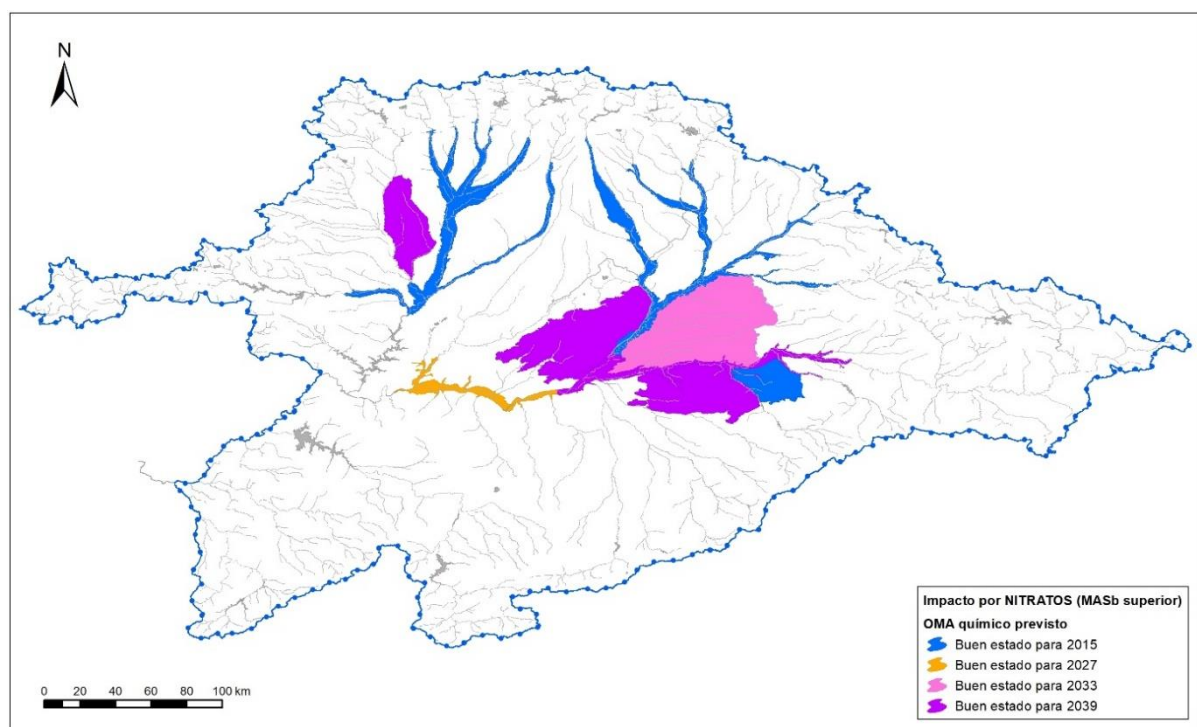 N
0 20 40 60 80 100 km
Impacto por NITRATOS (MASb superior)
OMA químico previsto
Buen estado para 2015
Buen estado para 2027
Buen estado para 2033
Buen estado para 2039